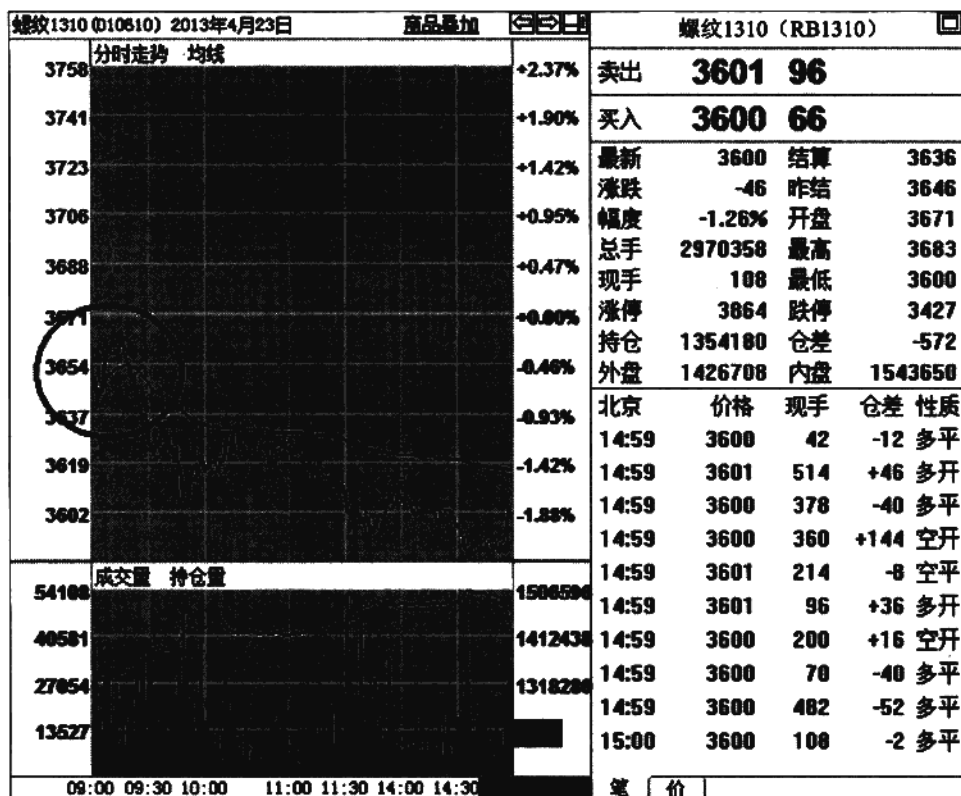 螺纹1310 (010610) 2013年4月23日 商品叠加
分时走势 均线
3758 +2.37%
3741 +1.90%
3723 +1.42%
3706 +0.95%
3688 +0.47%
3671 +0.00%
3654 -0.46%
3637 -0.93%
3619 -1.42%
3602 -1.88%
成交量 持仓量
54108 1506596
40581 1412438
27054 1318280
13527
09:00 09:30 10:00 11:00 11:30 14:00 14:30
螺纹1310（RB1310）
卖出 3601 96
买入 3600 66
最新 3600 结算 3636
涨跌 -46 昨结 3646
幅度 -1.26% 开盘 3671
总手 2970358 最高 3683
现手 108 最低 3600
涨停 3864 跌停 3427
持仓 1354180 仓差 -572
外盘 1426708 内盘 1543650
北京 价格 现手 仓差 性质
14:59 3600 42 -12 多平
14:59 3601 514 +46 多开
14:59 3600 378 -40 多平
14:59 3600 360 +144 空开
14:59 3601 214 -8 空平
14:59 3601 96 +36 多开
14:59 3600 200 +16 空开
14:59 3600 70 -40 多平
14:59 3600 482 -52 多平
15:00 3600 108 -2 多平
笔 价